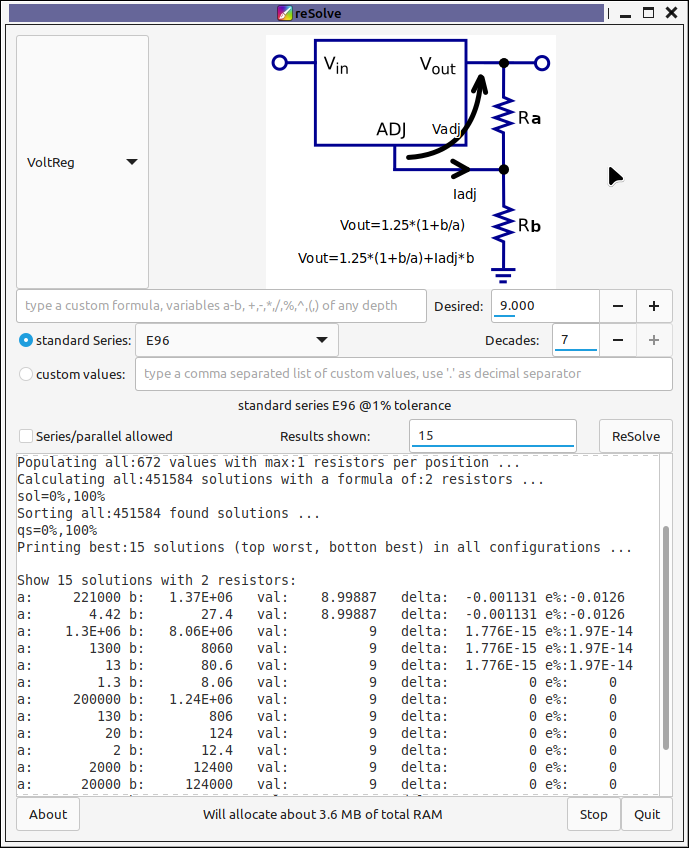 reSolve
VoltReg
Vin
Vout
ADJ
Vadj
Ra
Iadj
Rb
Vout=1.25*(1+b/a)
Vout=1.25*(1+b/a)+Iadj*b
type a custom formula, variables a-b, +,-,*,/,%,^,(,) of any depth
Desired: 9.000 − +
standard Series: E96
Decades: 7 − +
custom values: type a comma separated list of custom values, use '.' as decimal separator
standard series E96 @1% tolerance
Series/parallel allowed
Results shown: 15
ReSolve
Populating all:672 values with max:1 resistors per position ...
Calculating all:451584 solutions with a formula of:2 resistors ...
sol=0%,100%
Sorting all:451584 found solutions ...
qs=0%,100%
Printing best:15 solutions (top worst, botton best) in all configurations ...
Show 15 solutions with 2 resistors:
a: 221000 b: 1.37E+06 val: 8.99887 delta: -0.001131 e%:-0.0126
a: 4.42 b: 27.4 val: 8.99887 delta: -0.001131 e%:-0.0126
a: 1.3E+06 b: 8.06E+06 val: 9 delta: 1.776E-15 e%:1.97E-14
a: 1300 b: 8060 val: 9 delta: 1.776E-15 e%:1.97E-14
a: 13 b: 80.6 val: 9 delta: 1.776E-15 e%:1.97E-14
a: 1.3 b: 8.06 val: 9 delta: 0 e%: 0
a: 200000 b: 1.24E+06 val: 9 delta: 0 e%: 0
a: 130 b: 806 val: 9 delta: 0 e%: 0
a: 20 b: 124 val: 9 delta: 0 e%: 0
a: 2 b: 12.4 val: 9 delta: 0 e%: 0
a: 2000 b: 12400 val: 9 delta: 0 e%: 0
a: 20000 b: 124000 val: 9 delta: 0 e%: 0
About
Will allocate about 3.6 MB of total RAM
Stop
Quit